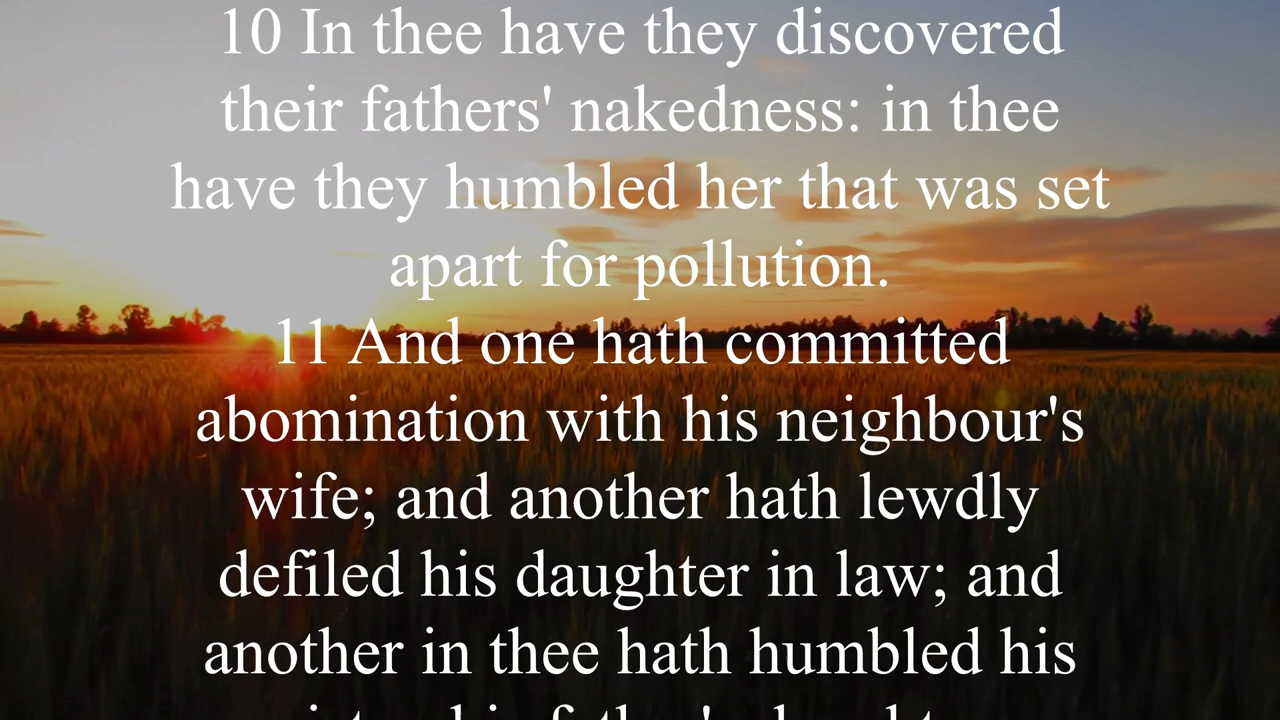 10 In thee have they discovered
their fathers' nakedness: in thee
have they humbled her that was set
apart for pollution.
11 And one hath committed
abomination with his neighbour's
wife; and another hath lewdly
defiled his daughter in law; and
another in thee hath humbled his